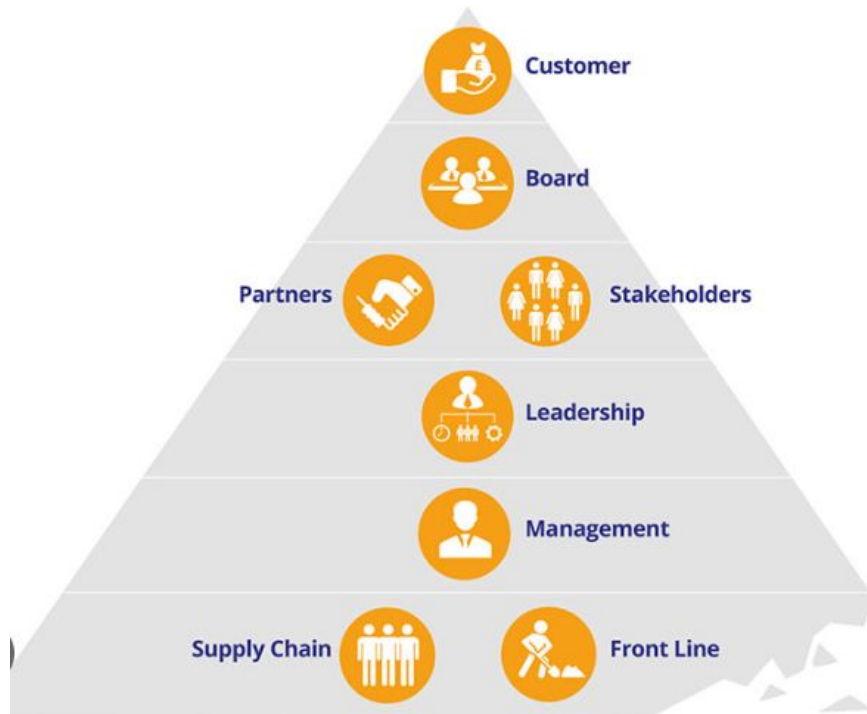 £
Customer
Board
Partners
Stakeholders
Leadership
Management
Supply Chain
Front Line